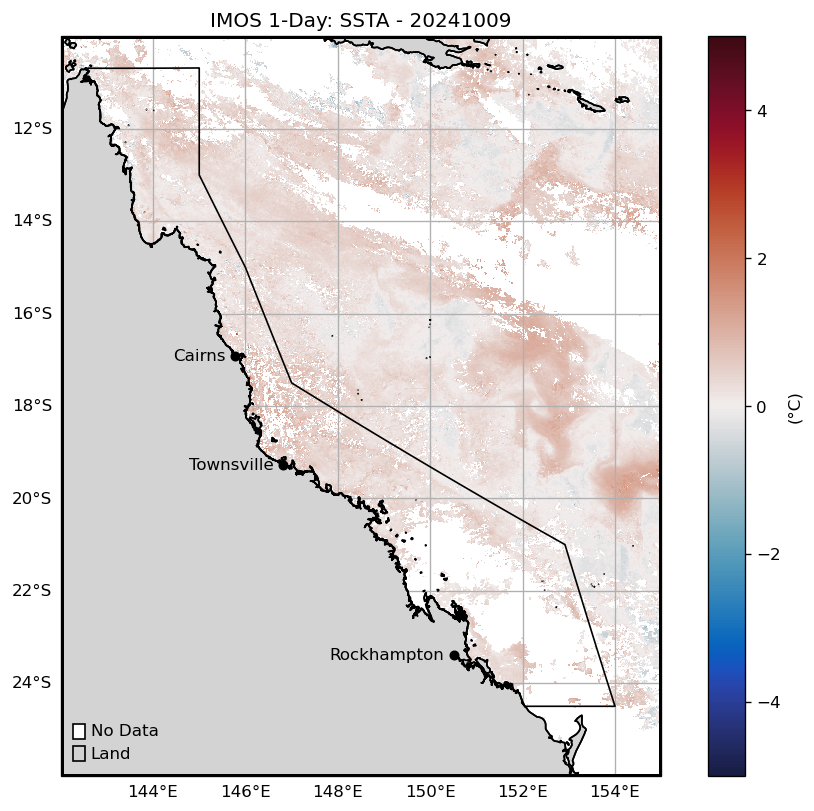 IMOS 1-Day: SSTA - 20241009
12°S
14°S
16°S
18°S
20°S
22°S
24°S
Cairns
Townsville
Rockhampton
No Data
Land
144°E 146°E 148°E 150°E 152°E 154°E
4
2
0
−2
−4
(°C)